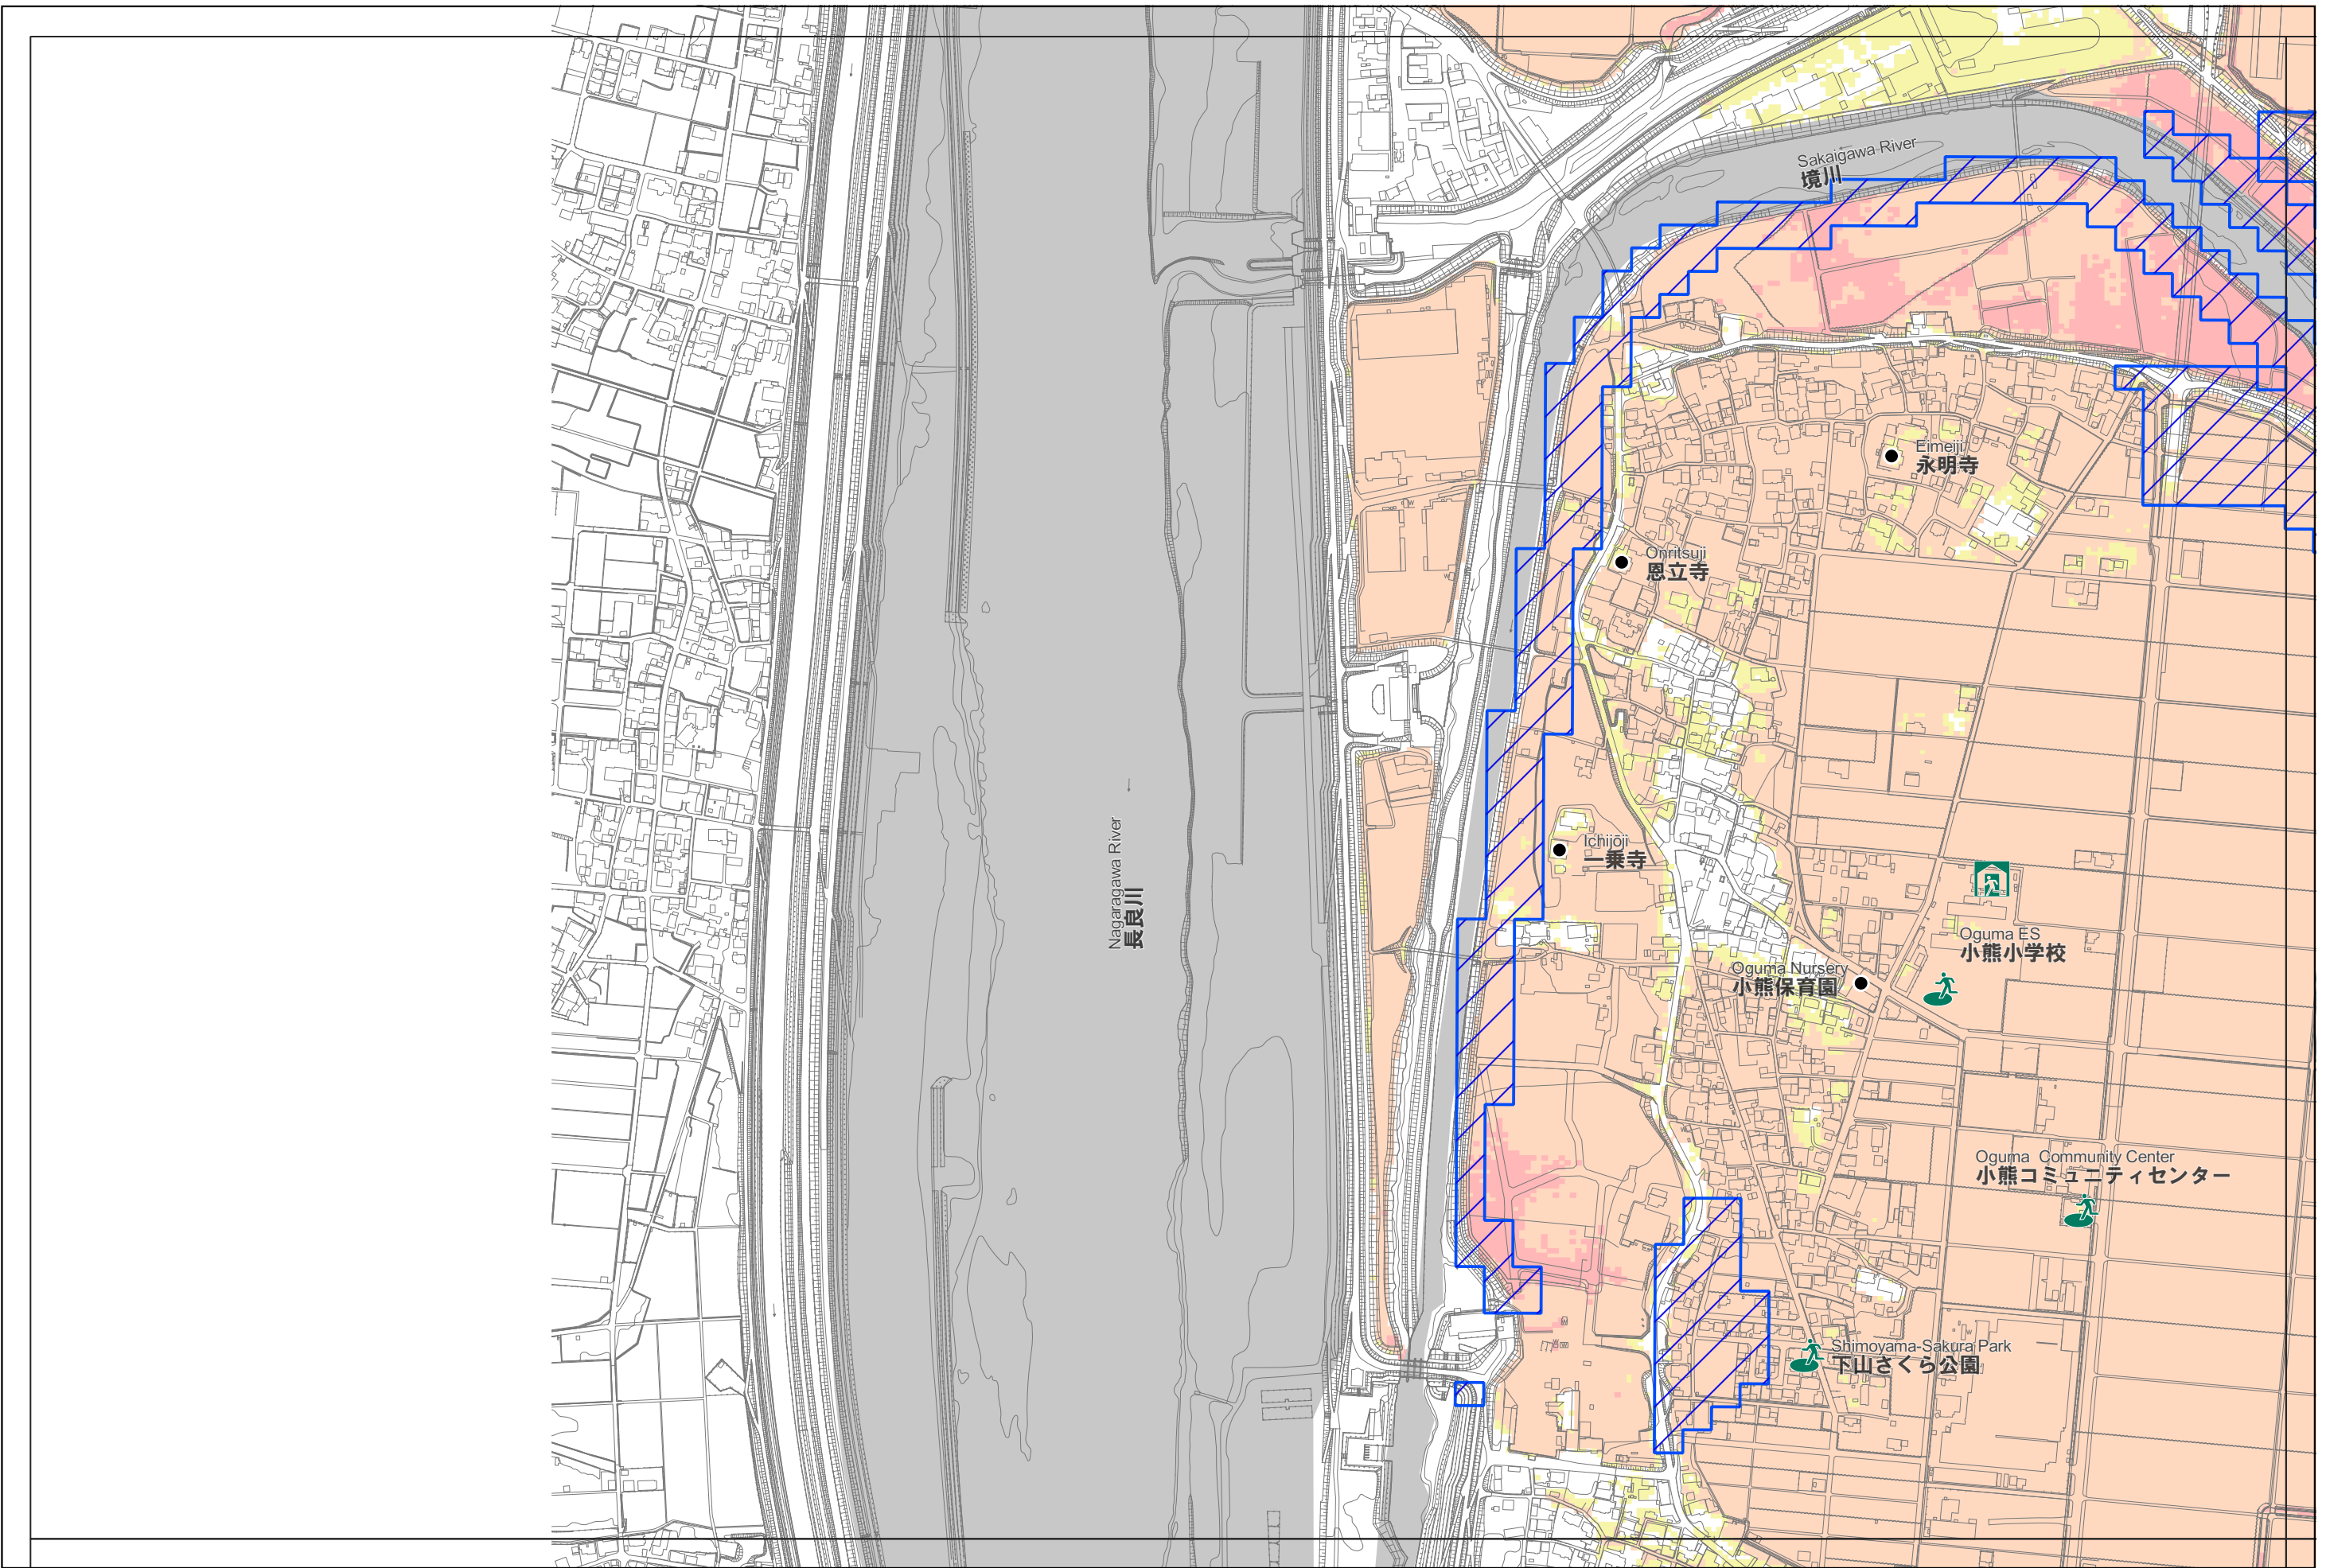 Sakaigawa River
境川
Eimeiji
永明寺
Onritsuji
恩立寺
Nagaragawa River
長良川
Ichijōji
一乗寺
Oguma ES
小熊小学校
Oguma Nursery
小熊保育園
Oguma Community Center
小熊コミュニティセンター
Shimoyama-Sakura Park
下山さくら公園